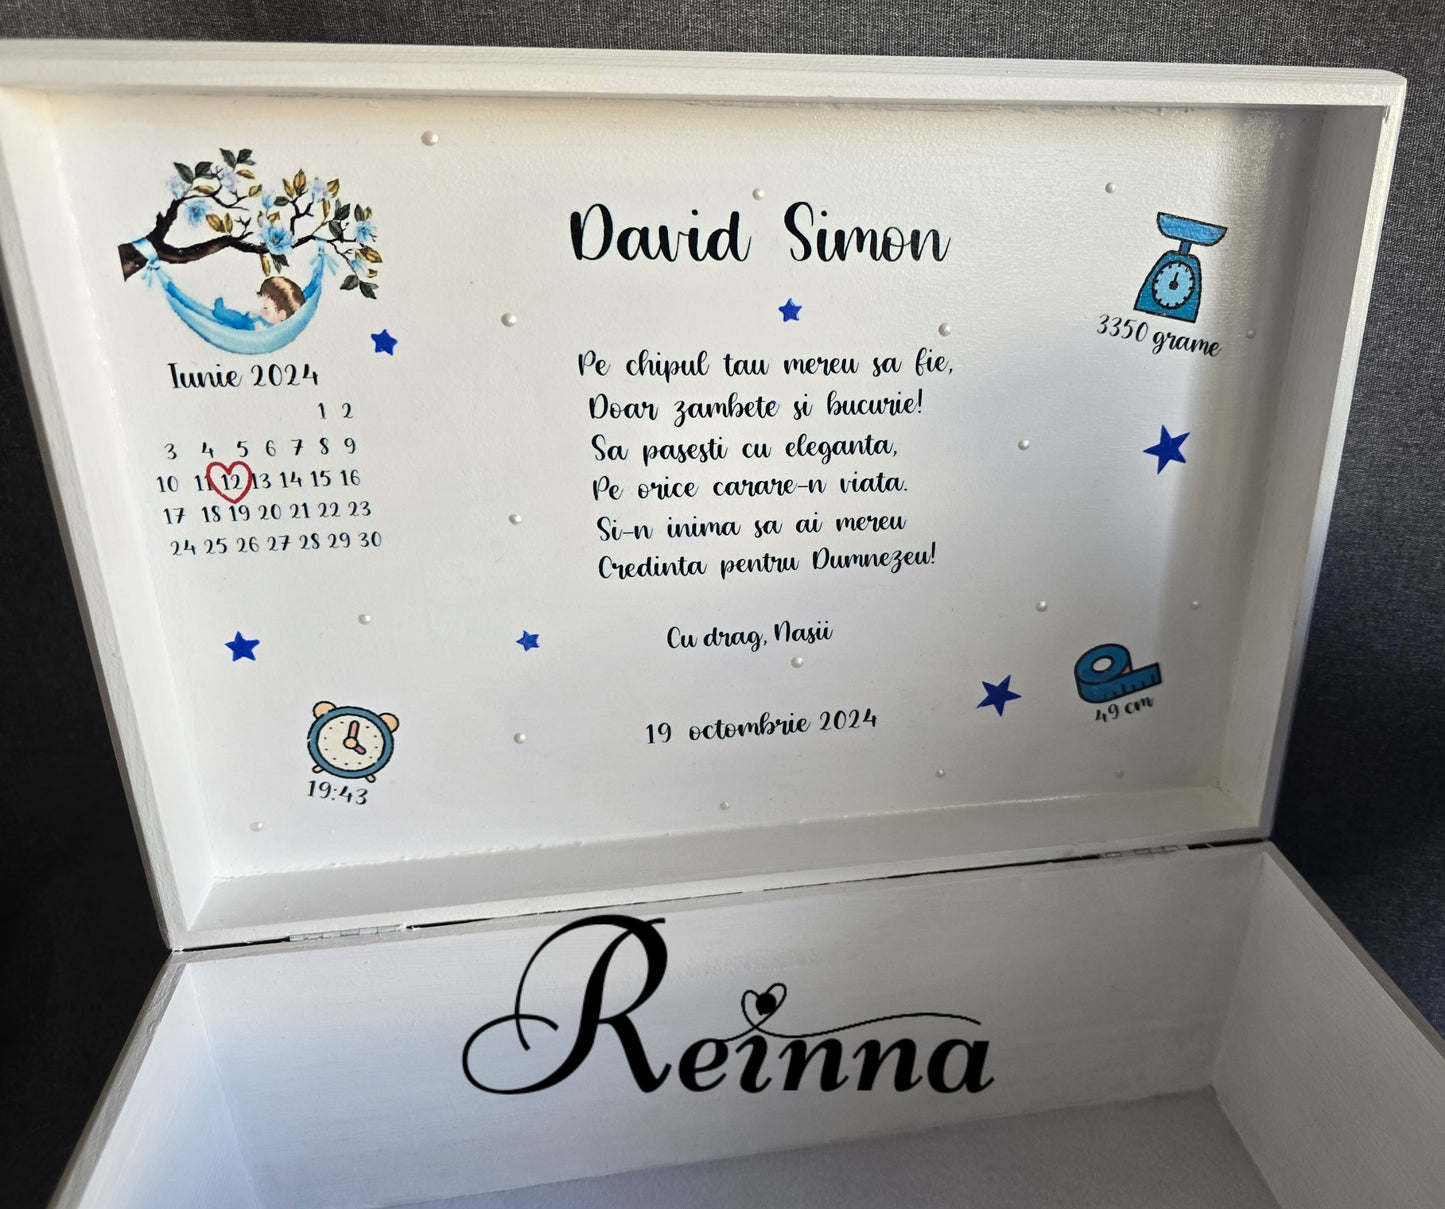 David Simon
Iunie 2024
1 2
3 4 5 6 7 8 9
10 11 12 13 14 15 16
17 18 19 20 21 22 23
24 25 26 27 28 29 30
3350 grame
Pe chipul tau mereu sa fie,
Doar zambete și bucurie!
Sa pașești cu eleganta,
Pe orice carare-n viata.
Si-n inima sa ai mereu
Credinta pentru Dumnezeu!
Cu drag, Nașii
19 octombrie 2024
19:43
49 cm
Reinna